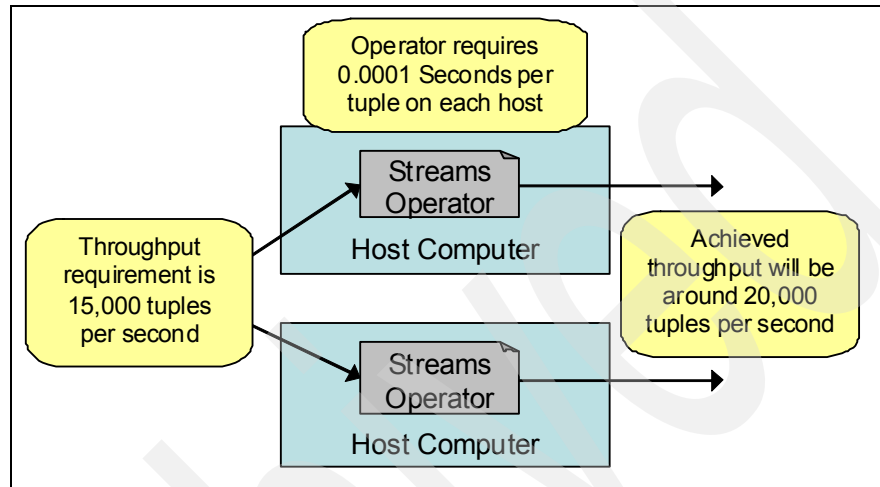 Operator requires
0.0001 Seconds per
tuple on each host
Streams
Operator
Host Computer
Throughput
requirement is
15,000 tuples
per second
Achieved
throughput will be
around 20,000
tuples per second
Streams
Operator
Host Computer